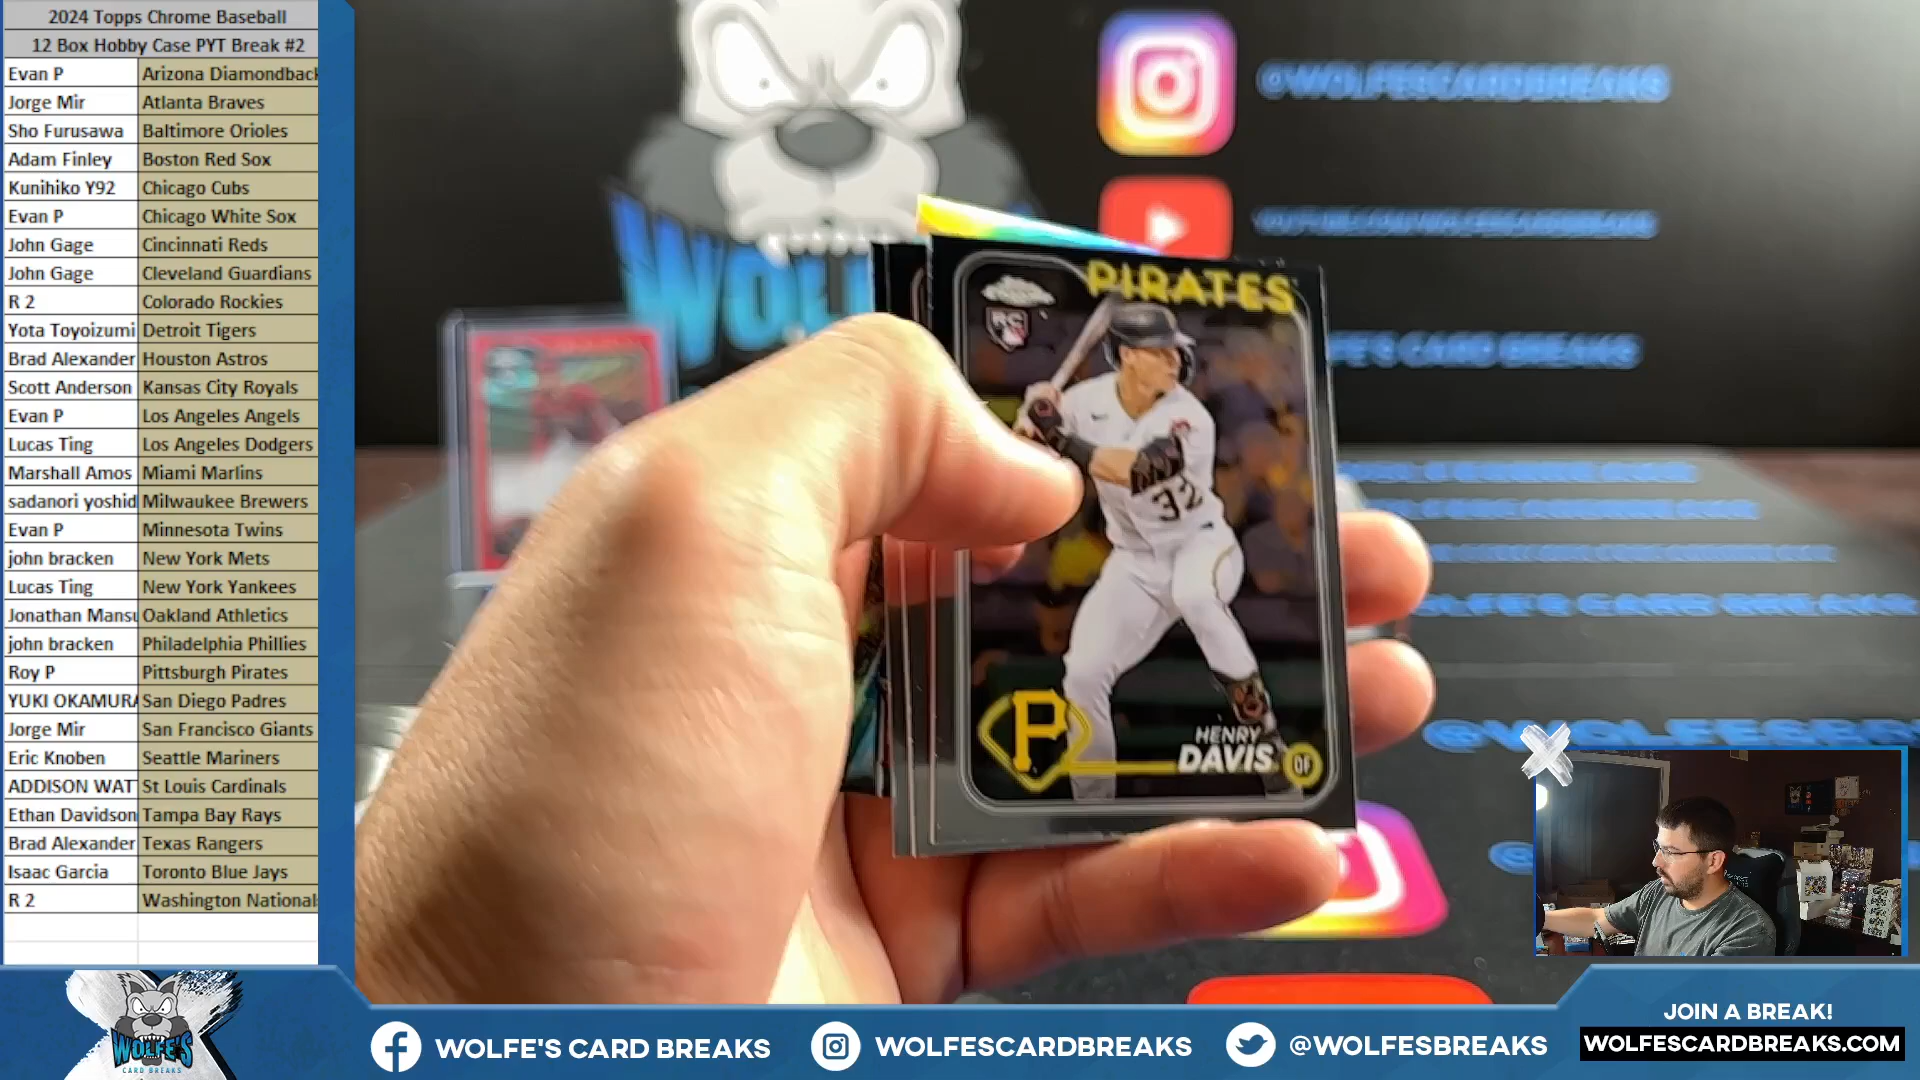 2024 Topps Chrome Baseball
12 Box Hobby Case PYT Break #2
Evan P Arizona Diamondback
Jorge Mir Atlanta Braves
Sho Furusawa Baltimore Orioles
Adam Finley Boston Red Sox
Kunihiko Y92 Chicago Cubs
Evan P Chicago White Sox
John Gage Cincinnati Reds
John Gage Cleveland Guardians
R 2 Colorado Rockies
Yota Toyoizumi Detroit Tigers
Brad Alexander Houston Astros
Scott Anderson Kansas City Royals
Evan P Los Angeles Angels
Lucas Ting Los Angeles Dodgers
Marshall Amos Miami Marlins
sadanori yoshid Milwaukee Brewers
Evan P Minnesota Twins
john bracken New York Mets
Lucas Ting New York Yankees
Jonathan Mansu Oakland Athletics
john bracken Philadelphia Phillies
Roy P Pittsburgh Pirates
YUKI OKAMURA San Diego Padres
Jorge Mir San Francisco Giants
Eric Knoben Seattle Mariners
ADDISON WAT St Louis Cardinals
Ethan Davidson Tampa Bay Rays
Brad Alexander Texas Rangers
Isaac Garcia Toronto Blue Jays
R 2 Washington National
@WOLFESCARDBREAKS
PIRATES
RC
32
P
HENRY
DAVIS OF
WOLFE'S
CARD BREAKS
WOLFE'S CARD BREAKS
WOLFESCARDBREAKS
@WOLFESBREAKS
JOIN A BREAK!
WOLFESCARDBREAKS.COM